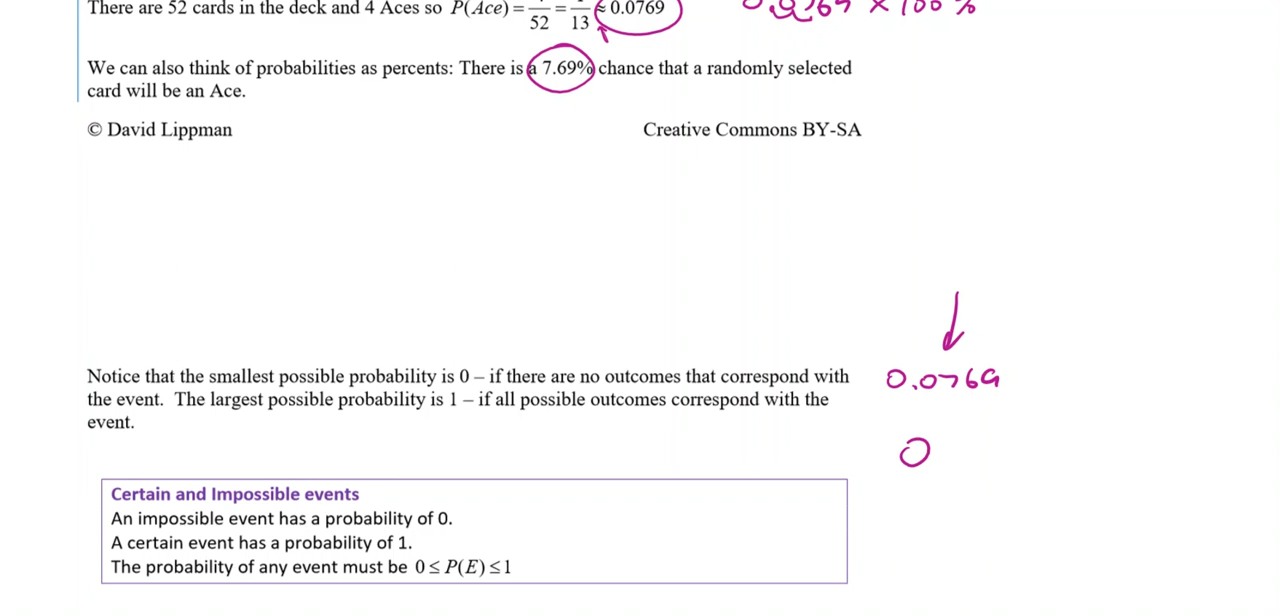 There are 52 cards in the deck and 4 Aces so P(Ace) = /52 = /13 ≈ 0.0769
× 100 %
We can also think of probabilities as percents: There is a 7.69% chance that a randomly selected
card will be an Ace.
© David Lippman Creative Commons BY-SA
Notice that the smallest possible probability is 0 – if there are no outcomes that correspond with
0.0769
the event. The largest possible probability is 1 – if all possible outcomes correspond with the
event.
0
Certain and Impossible events
An impossible event has a probability of 0.
A certain event has a probability of 1.
The probability of any event must be 0 ≤ P(E) ≤ 1